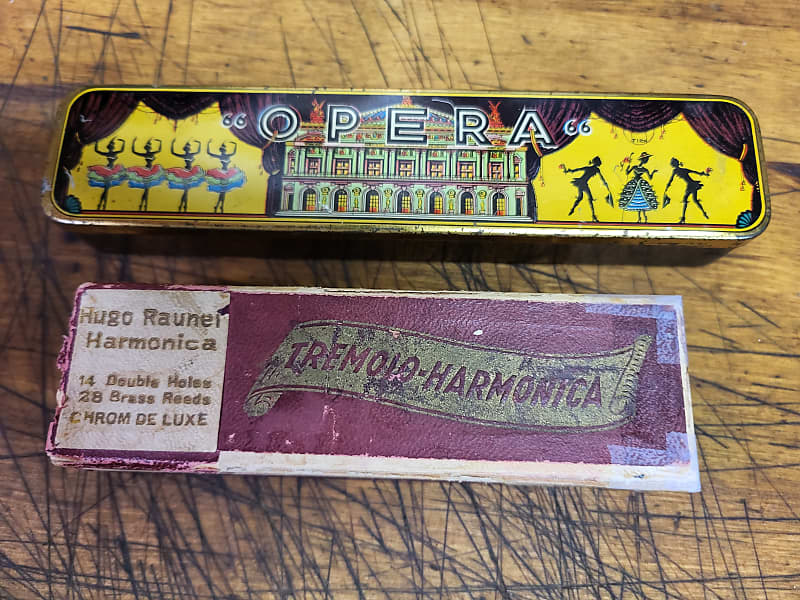 “OPERA“
Hugo Rauner
Harmonica
14 Double Holes
28 Brass Reeds
CHROM DE LUXE
TREMOLO-HARMONICA